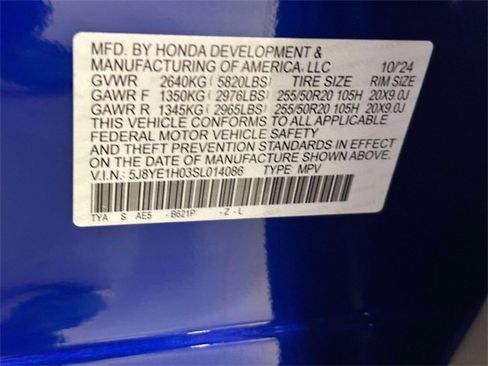 MFD. BY HONDA DEVELOPMENT &
MANUFACTURING OF AMERICA, LLC 10/24
GVWR 2640KG (5820LBS) TIRE SIZE RIM SIZE
GAWR F 1350KG (2976LBS) 255/50R20 105H 20X9.0J
GAWR R 1345KG (2965LBS) 255/50R20 105H 20X9.0J
THIS VEHICLE CONFORMS TO ALL APPLICABLE
FEDERAL MOTOR VEHICLE SAFETY
AND THEFT PREVENTION STANDARDS IN EFFECT ON
THE DATE OF MANUFACTURE SHOWN ABOVE.
V.I.N.: 5J8YE1H03SL014086 TYPE MPV
TYA S AE5 - B621P - Z - L